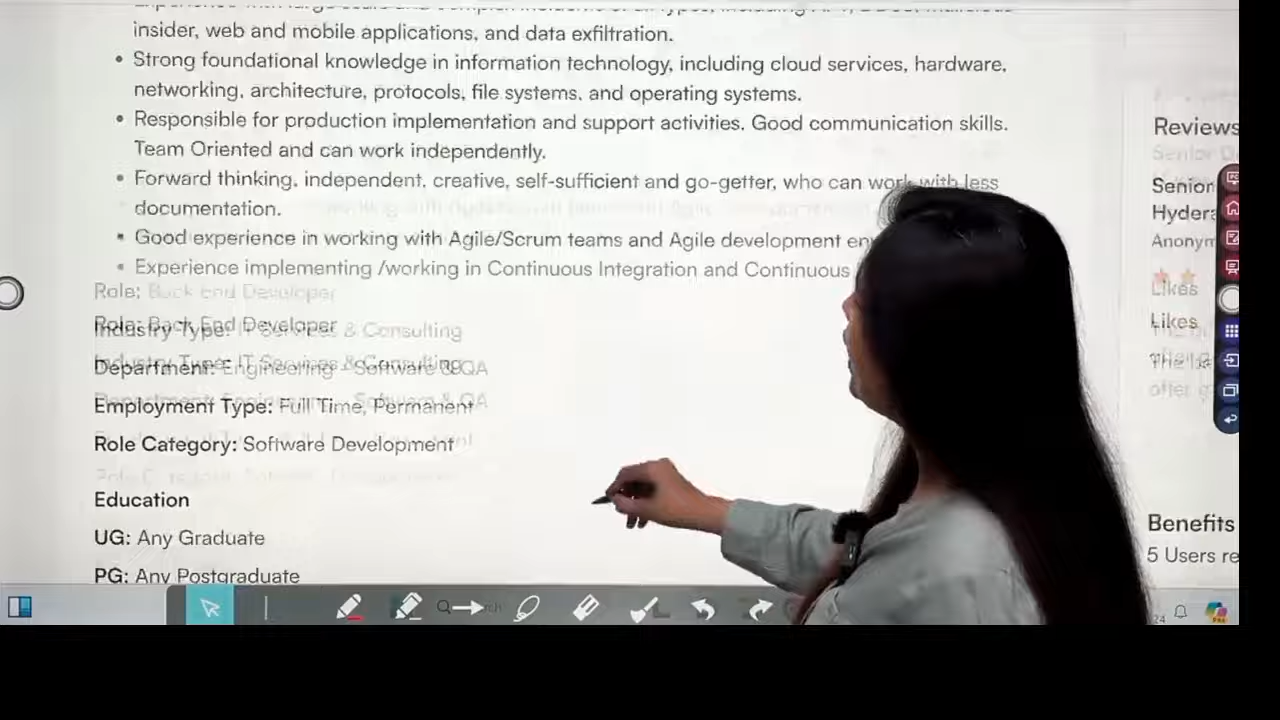 insider, web and mobile applications, and data exfiltration.
• Strong foundational knowledge in information technology, including cloud services, hardware,
networking, architecture, protocols, file systems, and operating systems.
• Responsible for production implementation and support activities. Good communication skills.
Team Oriented and can work independently.
• Forward thinking, independent, creative, self-sufficient and go-getter, who can work with less
documentation.
• Good experience in working with Agile/Scrum teams and Agile development
• Experience implementing /working in Continuous Integration and Continuous
Role: Back End Developer
Industry Type: IT Services & Consulting
Department: Engineering - Software & QA
Employment Type: Full Time, Permanent
Role Category: Software Development
Education
UG: Any Graduate
PG: Any Postgraduate
Reviews
Senior
Hydera
Anonym
Likes
Likes
Benefits
5 Users re